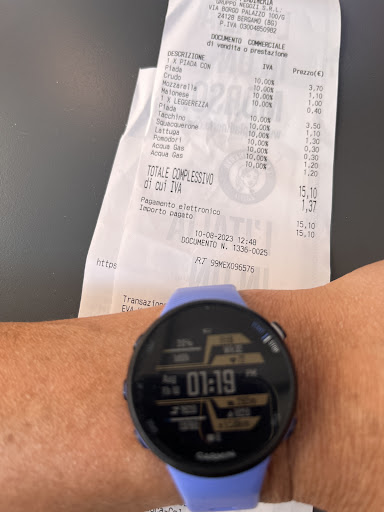 GRUPPO NEGOZI S.R.L.
VIA BORGO PALAZZO 100/G
24128 BERGAMO (BG)
P.IVA 03004850982
DOCUMENTO COMMERCIALE
di vendita o prestazione
DESCRIZIONE IVA Prezzo(€)
1 X PIADA CON
Piada 10,00% 3,70
Crudo 10,00% 1,10
Mozzarella 10,00% 1,00
Maionese 10,00% 0,40
1 X LEGGEREZZA
Piada 10,00% 3,50
Tacchino 10,00% 1,10
Squacquerone 10,00% 1,30
Lattuga 10,00% 0,30
Pomodori 10,00% 0,30
Acqua Gas 10,00% 1,20
Acqua Gas 10,00% 1,20
TOTALE COMPLESSIVO 15,10
di cui IVA 1,37
Pagamento elettronico 15,10
Importo pagato 15,10
10-08-2023 12:48
DOCUMENTO N. 1336-0025
RT 99MEX096576
https
Transazio
01:19 PM
GARMIN